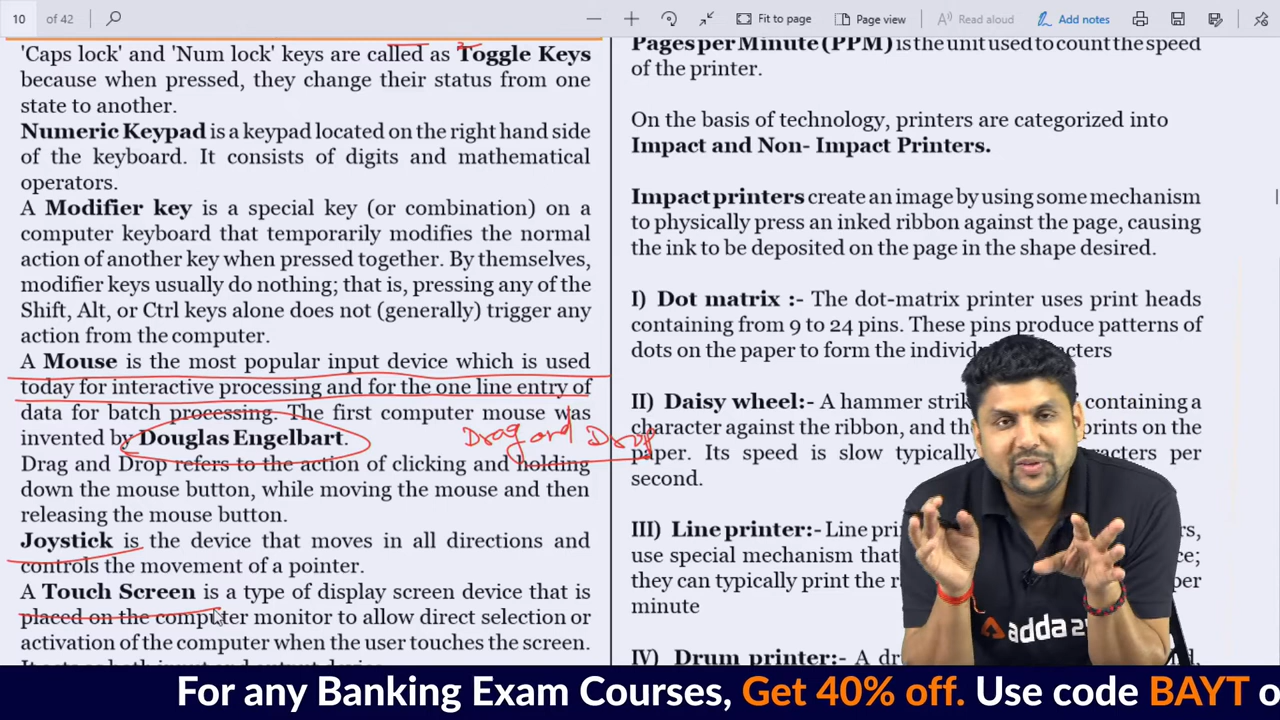 10 of 42
Fit to page
Page view
Read aloud
Add notes
'Caps lock' and 'Num lock' keys are called as Toggle Keys
because when pressed, they change their status from one
state to another.
Numeric Keypad is a keypad located on the right hand side
of the keyboard. It consists of digits and mathematical
operators.
A Modifier key is a special key (or combination) on a
computer keyboard that temporarily modifies the normal
action of another key when pressed together. By themselves,
modifier keys usually do nothing; that is, pressing any of the
Shift, Alt, or Ctrl keys alone does not (generally) trigger any
action from the computer.
A Mouse is the most popular input device which is used
today for interactive processing and for the one line entry of
data for batch processing. The first computer mouse was
invented by Douglas Engelbart.
Drag and Drop
Drag and Drop refers to the action of clicking and holding
down the mouse button, while moving the mouse and then
releasing the mouse button.
Joystick is the device that moves in all directions and
controls the movement of a pointer.
A Touch Screen is a type of display screen device that is
placed on the computer monitor to allow direct selection or
activation of the computer when the user touches the screen.
It acts as both input and output device.
Pages per Minute (PPM) is the unit used to count the speed
of the printer.
On the basis of technology, printers are categorized into
Impact and Non- Impact Printers.
Impact printers create an image by using some mechanism
to physically press an inked ribbon against the page, causing
the ink to be deposited on the page in the shape desired.
I) Dot matrix :- The dot-matrix printer uses print heads
containing from 9 to 24 pins. These pins produce patterns of
dots on the paper to form the
II) Daisy wheel:- A hammer containing a
character against the ribbon, and on the
paper. Its speed is slow typically per
second.
III) Line printer:- Line
use special mechanism that
they can typically print the per
minute
IV) Drum printer:- A
adda
For any Banking Exam Courses, Get 40% off. Use code BAYT